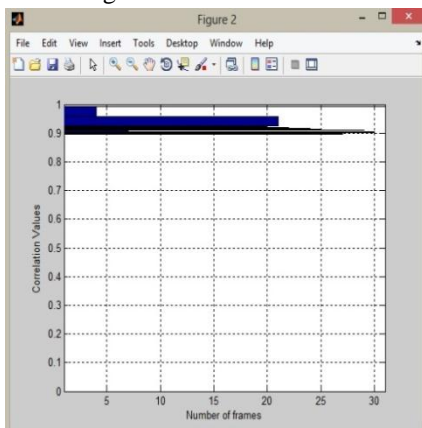 Figure 2
File Edit View Insert Tools Desktop Window Help
1
0.9
0.8
0.7
0.6
0.5
0.4
0.3
0.2
0.1
0
Correlation Values
5 10 15 20 25 30
Number of frames